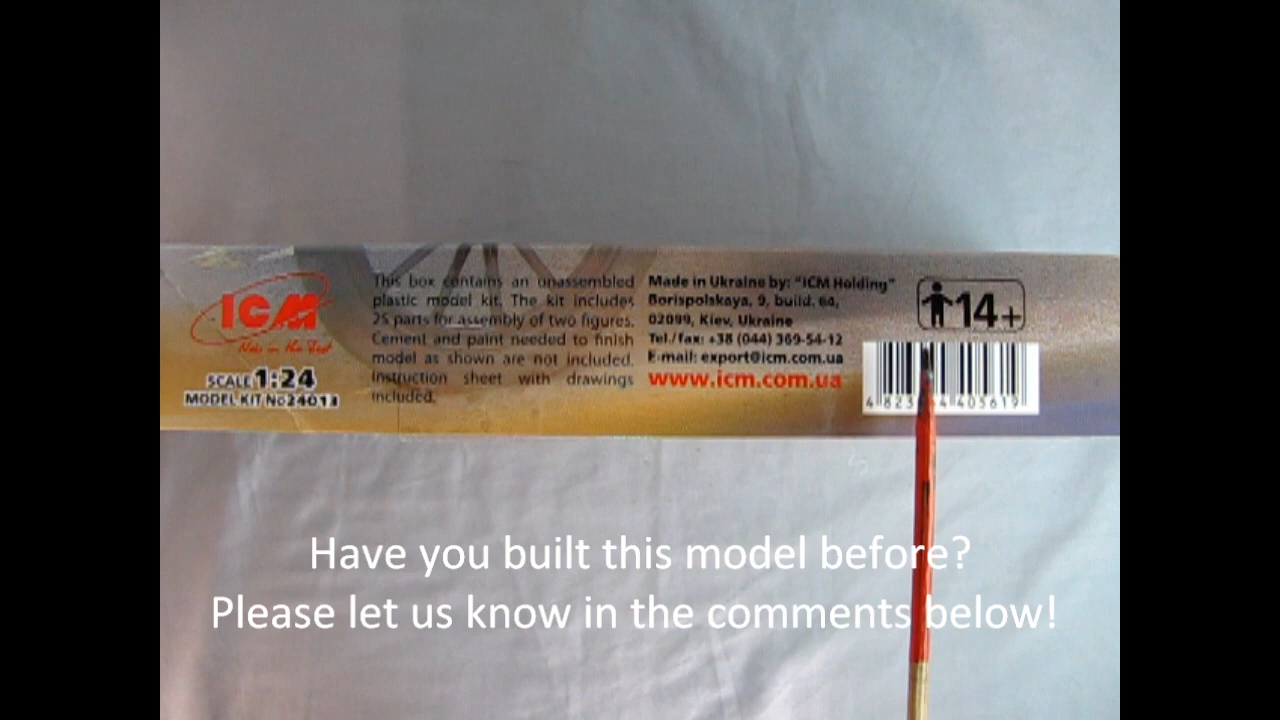 ICM
SCALE 1:24
MODEL KIT No24013
This box contains an unassembled
plastic model kit. The kit includes
25 parts for assembly of two figures.
Cement and paint needed to finish
model as shown are not included.
Instruction sheet with drawings
included.
Made in Ukraine by: "ICM Holding"
Borispolskaya, 9, build. 64,
02099, Kiev, Ukraine
Tel./fax: +38 (044) 369-54-12
E-mail: export@icm.com.ua
www.icm.com.ua
14+
Have you built this model before?
Please let us know in the comments below!